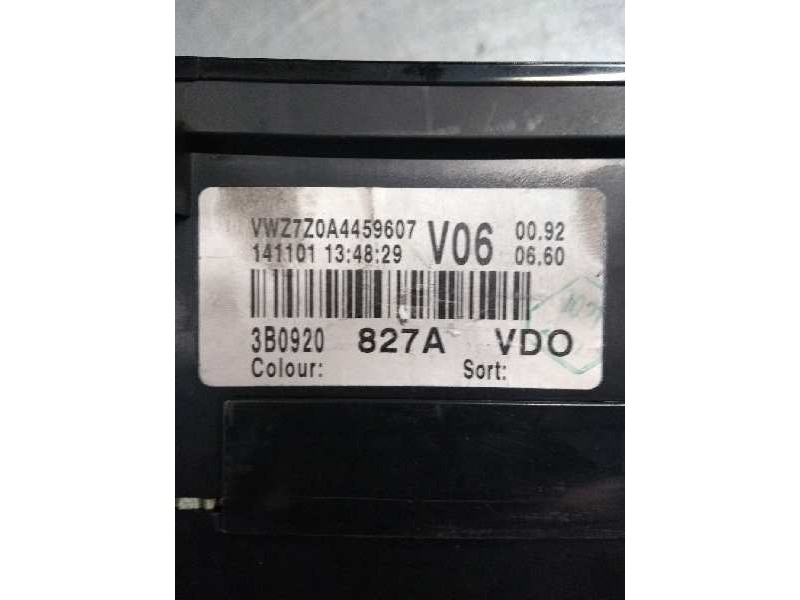 VWZ7Z0A4459607 V06 00.92
141101 13:48:29 06.60
3B0920 827A VDO
Colour: Sort: